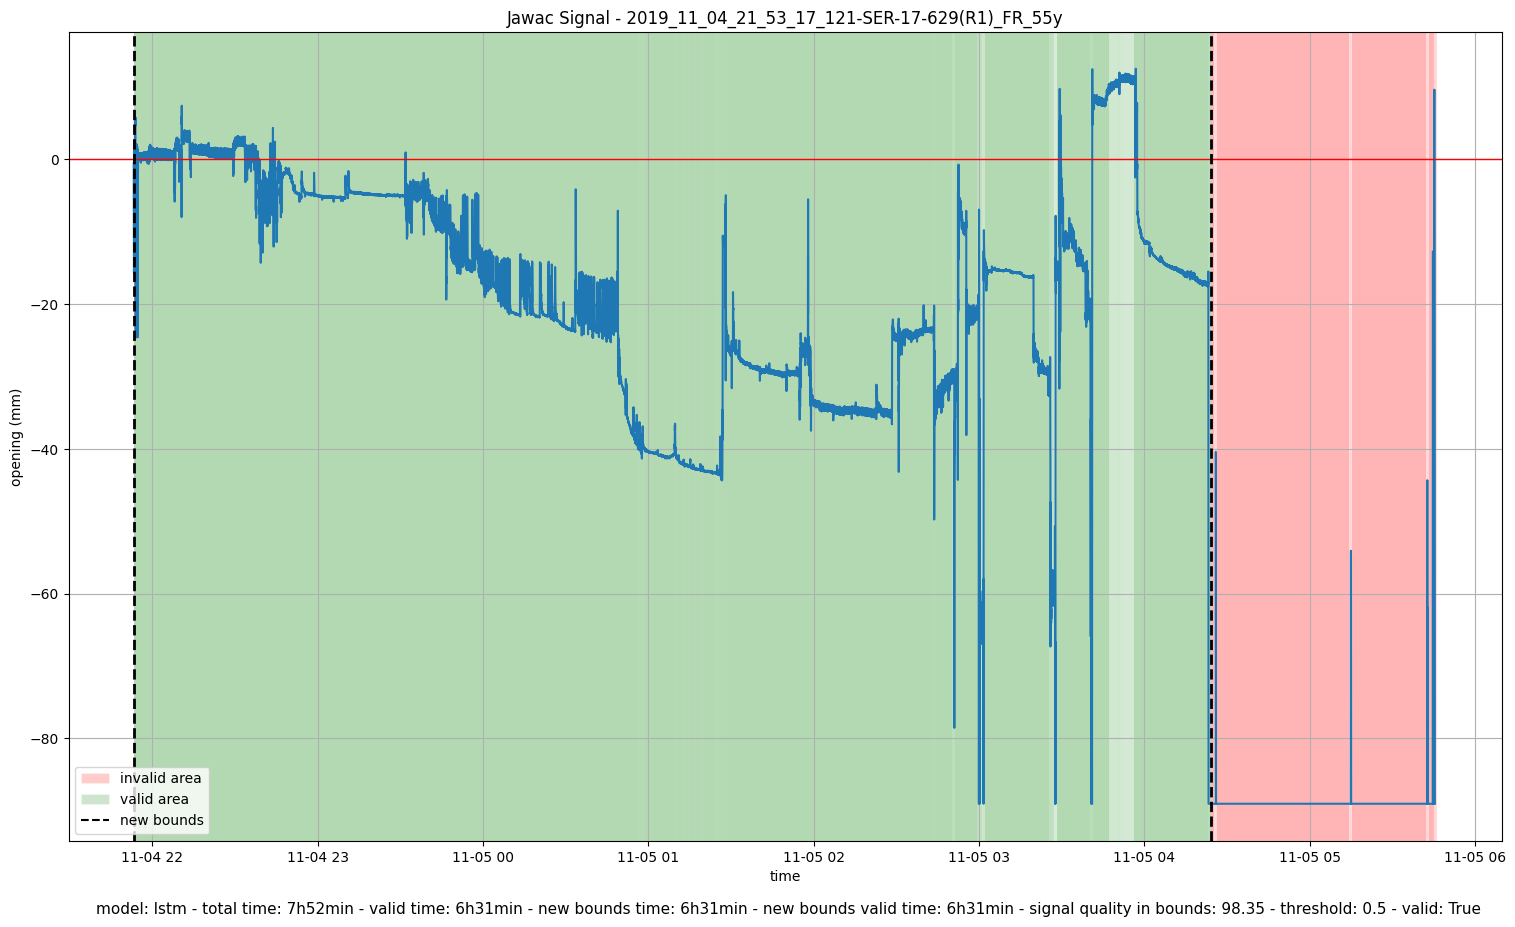 Jawac Signal - 2019_11_04_21_53_17_121-SER-17-629(R1)_FR_55y
opening (mm)
0
−20
−40
−60
−80
invalid area
valid area
new bounds
11-04 22
11-04 23
11-05 00
11-05 01
11-05 02
11-05 03
11-05 04
11-05 05
11-05 06
time
model: lstm - total time: 7h52min - valid time: 6h31min - new bounds time: 6h31min - new bounds valid time: 6h31min - signal quality in bounds: 98.35 - threshold: 0.5 - valid: True